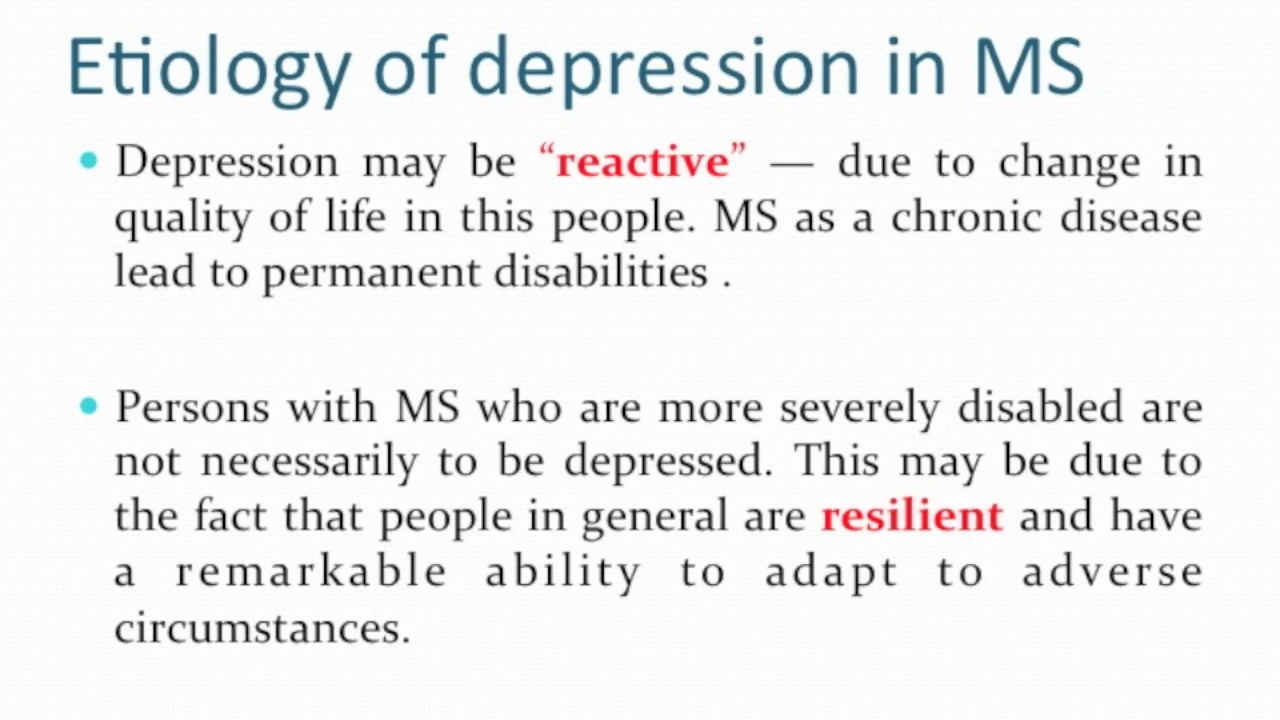 Etiology of depression in MS
• Depression may be “reactive” — due to change in
quality of life in this people. MS as a chronic disease
lead to permanent disabilities .
• Persons with MS who are more severely disabled are
not necessarily to be depressed. This may be due to
the fact that people in general are resilient and have
a remarkable ability to adapt to adverse
circumstances.